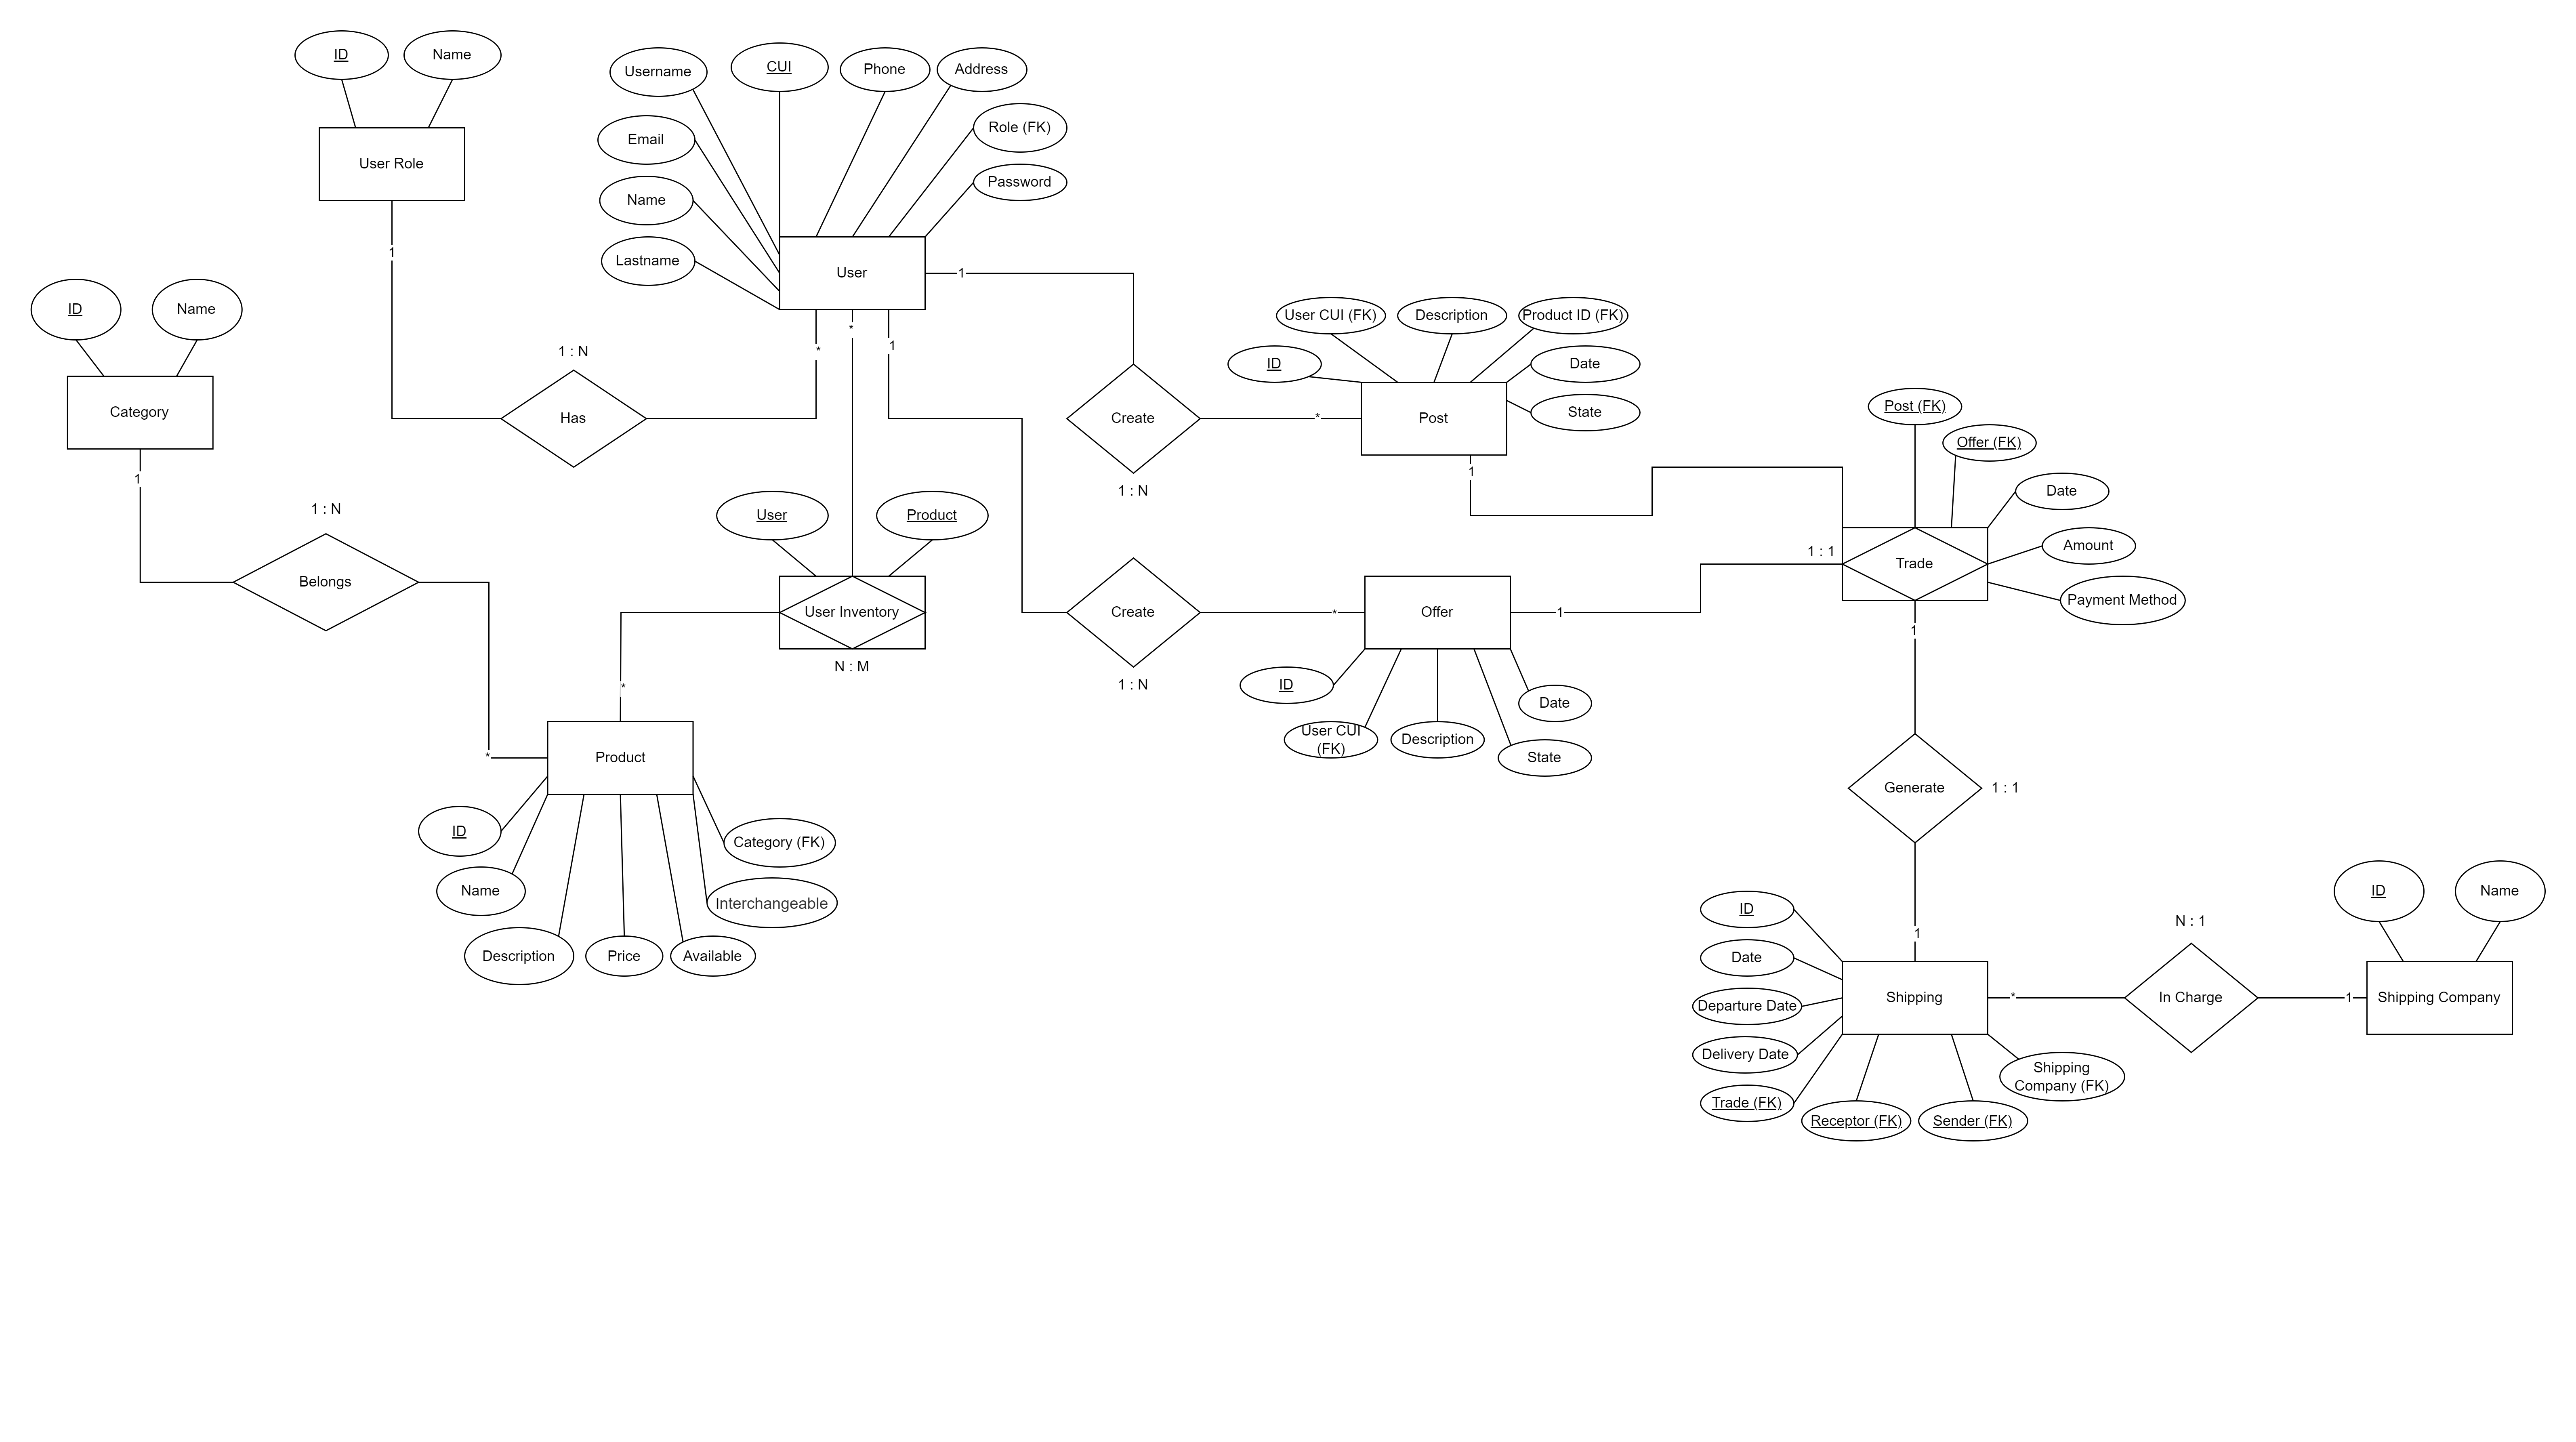 ID
Name
User Role
1
Username
CUI
Phone
Address
Email
Role (FK)
Name
Password
Lastname
User
1
*
*
1
ID
Name
Category
1
1 : N
Has
1 : N
Belongs
*
User
Product
User Inventory
N : M
*
Product
ID
Name
Description
Price
Available
Interchangeable
Category (FK)
Create
1 : N
*
User CUI (FK)
Description
Product ID (FK)
ID
Date
State
Post
1
Create
1 : N
*
Offer
1
ID
User CUI
(FK)
Description
State
Date
Post (FK)
Offer (FK)
Date
Amount
Payment Method
1 : 1
Trade
1
Generate
1 : 1
1
ID
Date
Departure Date
Delivery Date
Trade (FK)
Receptor (FK)
Sender (FK)
Shipping
Company (FK)
Shipping
*
N : 1
In Charge
1
ID
Name
Shipping Company